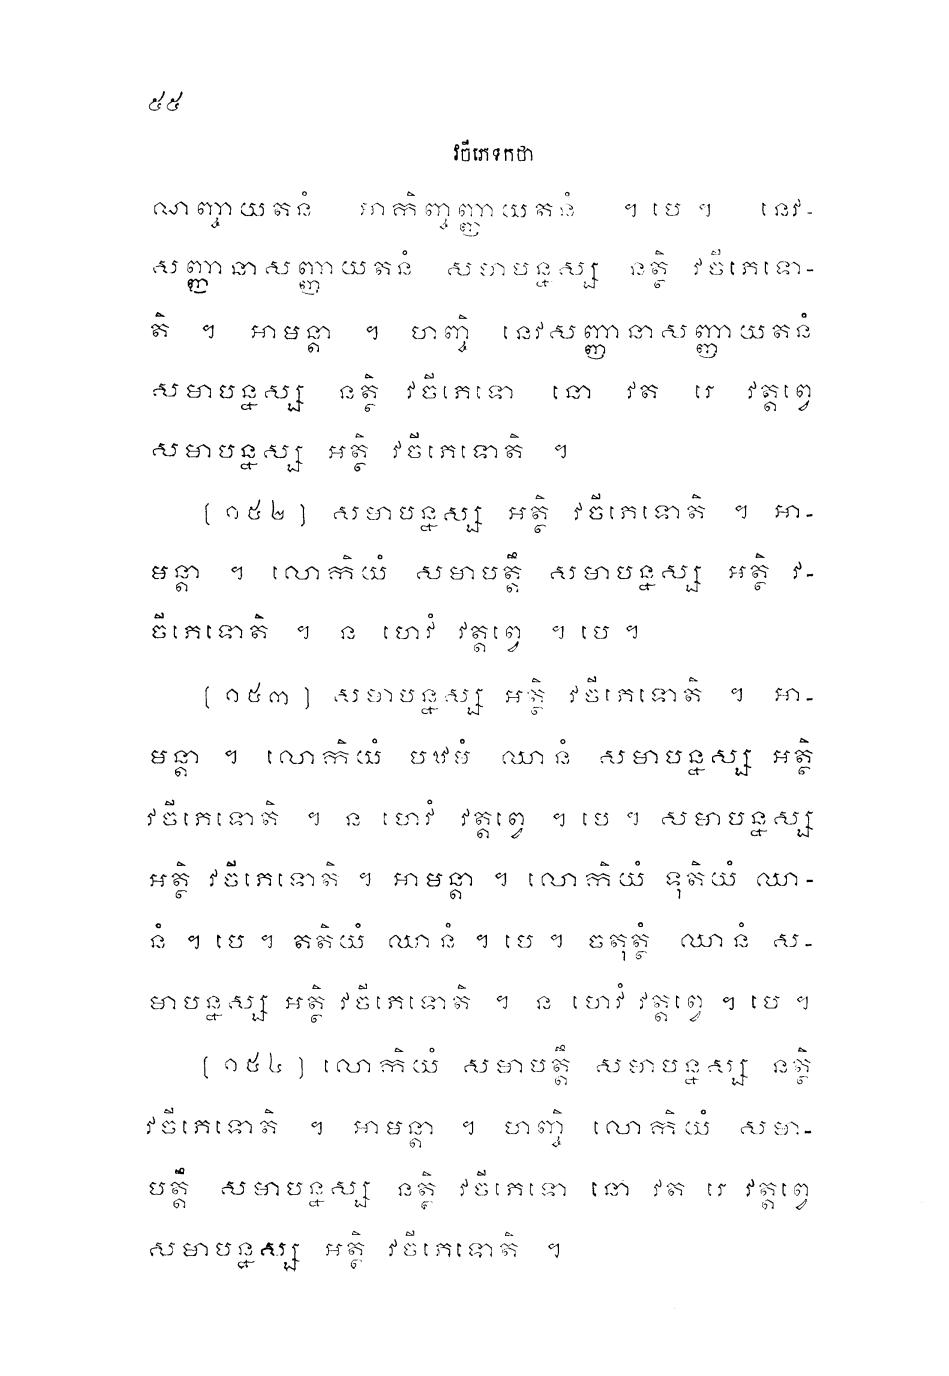 ៥៥
វចីភេទកថា
ណញ្ចាយតនំ អាកិញ្ចញ្ញាយតនំ ។ បេ ។ នេវ-
សញ្ញានាសញ្ញាយតនំ សមាបន្នស្ស នត្ថិ វចីភេទោ-
តិ ។ អាមន្តា ។ ហញ្ចិ នេវសញ្ញានាសញ្ញាយតនំ
សមាបន្នស្ស នត្ថិ វចីភេទោ នោ វត រេ វត្តព្វេ
សមាបន្នស្ស អត្ថិ វចីភេទោតិ ។
[ ១៥២ ] សមាបន្នស្ស អត្ថិ វចីភេទោតិ ។ អា-
មន្តា ។ លោកិយំ សមាបត្តឹ សមាបន្នស្ស អត្ថិ វ-
ចីភេទោតិ ។ ន ហេវំ វត្តព្វេ ។ បេ ។
[ ១៥៣ ] សមាបន្នស្ស អត្ថិ វចីភេទោតិ ។ អា-
មន្តា ។ លោកិយំ បឋមំ ឈានំ សមាបន្នស្ស អត្ថិ
វចីភេទោតិ ។ ន ហេវំ វត្តព្វេ ។ បេ ។ សមាបន្នស្ស
អត្ថិ វចីភេទោតិ ។ អាមន្តា ។ លោកិយំ ទុតិយំ ឈា-
នំ ។ បេ ។ តតិយំ ឈានំ ។ បេ ។ ចតុត្ថំ ឈានំ ស-
មាបន្នស្ស អត្ថិ វចីភេទោតិ ។ ន ហេវំ វត្តព្វេ ។ បេ ។
[ ១៥៤ ] លោកិយំ សមាបត្តឹ សមាបន្នស្ស នត្ថិ
វចីភេទោតិ ។ អាមន្តា ។ ហញ្ចិ លោកិយំ សមា-
បត្តឹ សមាបន្នស្ស នត្ថិ វចីភេទោ នោ វត រេ វត្តព្វេ
សមាបន្នស្ស អត្ថិ វចីភេទោតិ ។